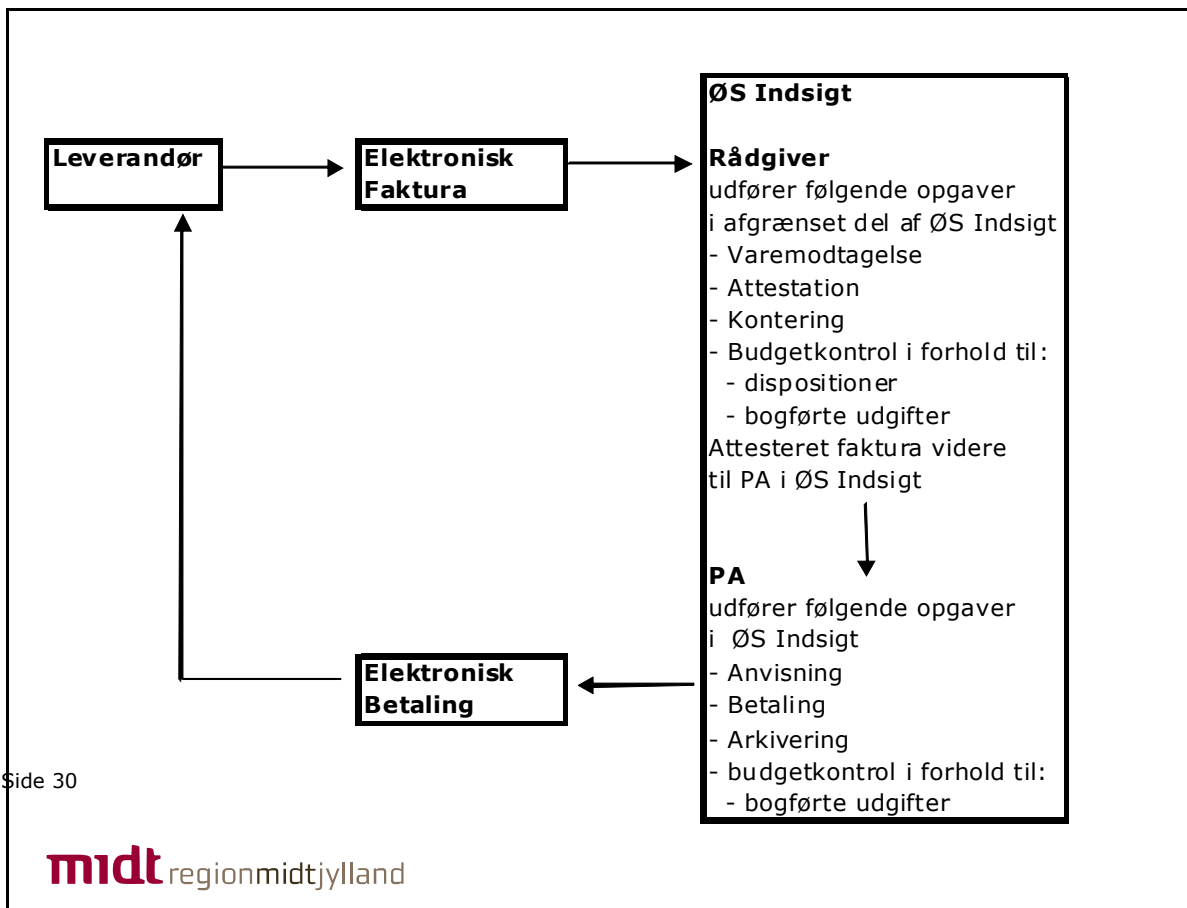 Leverandør
Elektronisk
Faktura
ØS Indsigt
Rådgiver
udfører følgende opgaver
i afgrænset del af ØS Indsigt
- Varemodtagelse
- Attestation
- Kontering
- Budgetkontrol i forhold til:
- dispositioner
- bogførte udgifter
Attesteret faktura videre
til PA i ØS Indsigt
PA
udfører følgende opgaver
i ØS Indsigt
- Anvisning
- Betaling
- Arkivering
- budgetkontrol i forhold til:
- bogførte udgifter
Elektronisk
Betaling
Side 30
midt regionmidtjylland